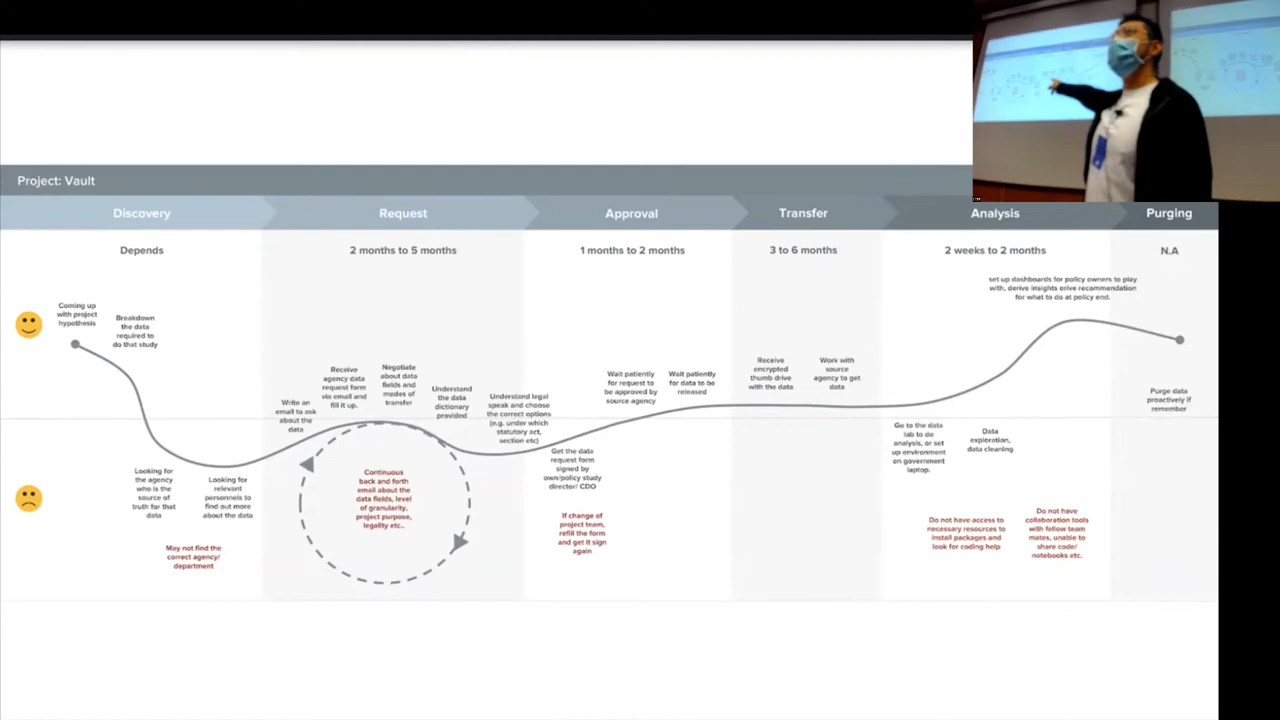 Project: Vault
Discovery
Request
Approval
Transfer
Analysis
Purging
Depends
2 months to 5 months
1 months to 2 months
3 to 6 months
2 weeks to 2 months
N.A
set up dashboards for policy owners to play
with, derive insights drive recommendation
for what to do at policy end.
Coming up
with project
hypothesis
Breakdown
the data
required to
do that study
Looking for
the agency
who is the
source of
truth for that
data
Looking for
relevant
personnels to
find out more
about the data
May not find the
correct agency/
department
Write an
email to ask
about the
data
Receive
agency data
request form
via email and
fill it up.
Negotiate
about data
fields and
modes of
transfer
Understand
the data
dictionary
provided
Continuous
back and forth
email about the
data fields, level
of granularity,
project purpose,
legality etc..
Understand legal
speak and choose
the correct options
(e.g. under which
statutory act,
section etc)
Get the data
request form
signed by
own/policy study
director/ CDO
If change of
project team,
refill the form
and get it sign
again
Wait patiently
for request to
be approved by
source agency
Wait patiently
for data to be
released
Receive
encrypted
thumb drive
with the data
Work with
source
agency to get
data
Go to the data
lab to do
analysis, or set
up environment
on government
laptop.
Data
exploration,
data cleaning
Do not have access to
necessary resources to
install packages and
look for coding help
Do not have
collaboration tools
with fellow team
mates, unable to
share code/
notebooks etc.
Purge data
proactively if
remember